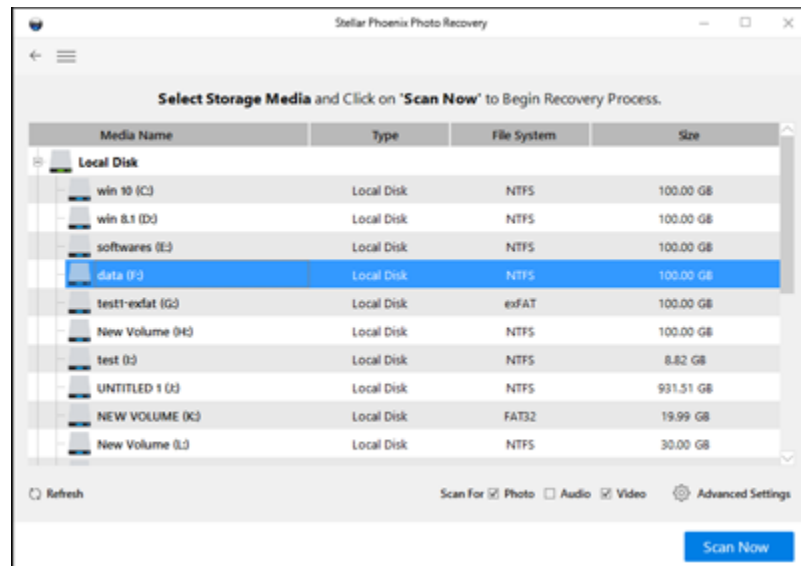 Stellar Phoenix Photo Recovery
Select Storage Media and Click on "Scan Now" to Begin Recovery Process.
Media Name Type File System Size
Local Disk
win 10 (C:) Local Disk NTFS 100.00 GB
win 8.1 (D:) Local Disk NTFS 100.00 GB
softwares (E:) Local Disk NTFS 100.00 GB
data (F:) Local Disk NTFS 100.00 GB
test1-exfat (G:) Local Disk exFAT 100.00 GB
New Volume (H:) Local Disk NTFS 100.00 GB
test (I:) Local Disk NTFS 8.82 GB
UNTITLED 1 (J:) Local Disk NTFS 931.51 GB
NEW VOLUME (K:) Local Disk FAT32 19.99 GB
New Volume (L:) Local Disk NTFS 30.00 GB
Refresh Scan For Photo Audio Video Advanced Settings
Scan Now